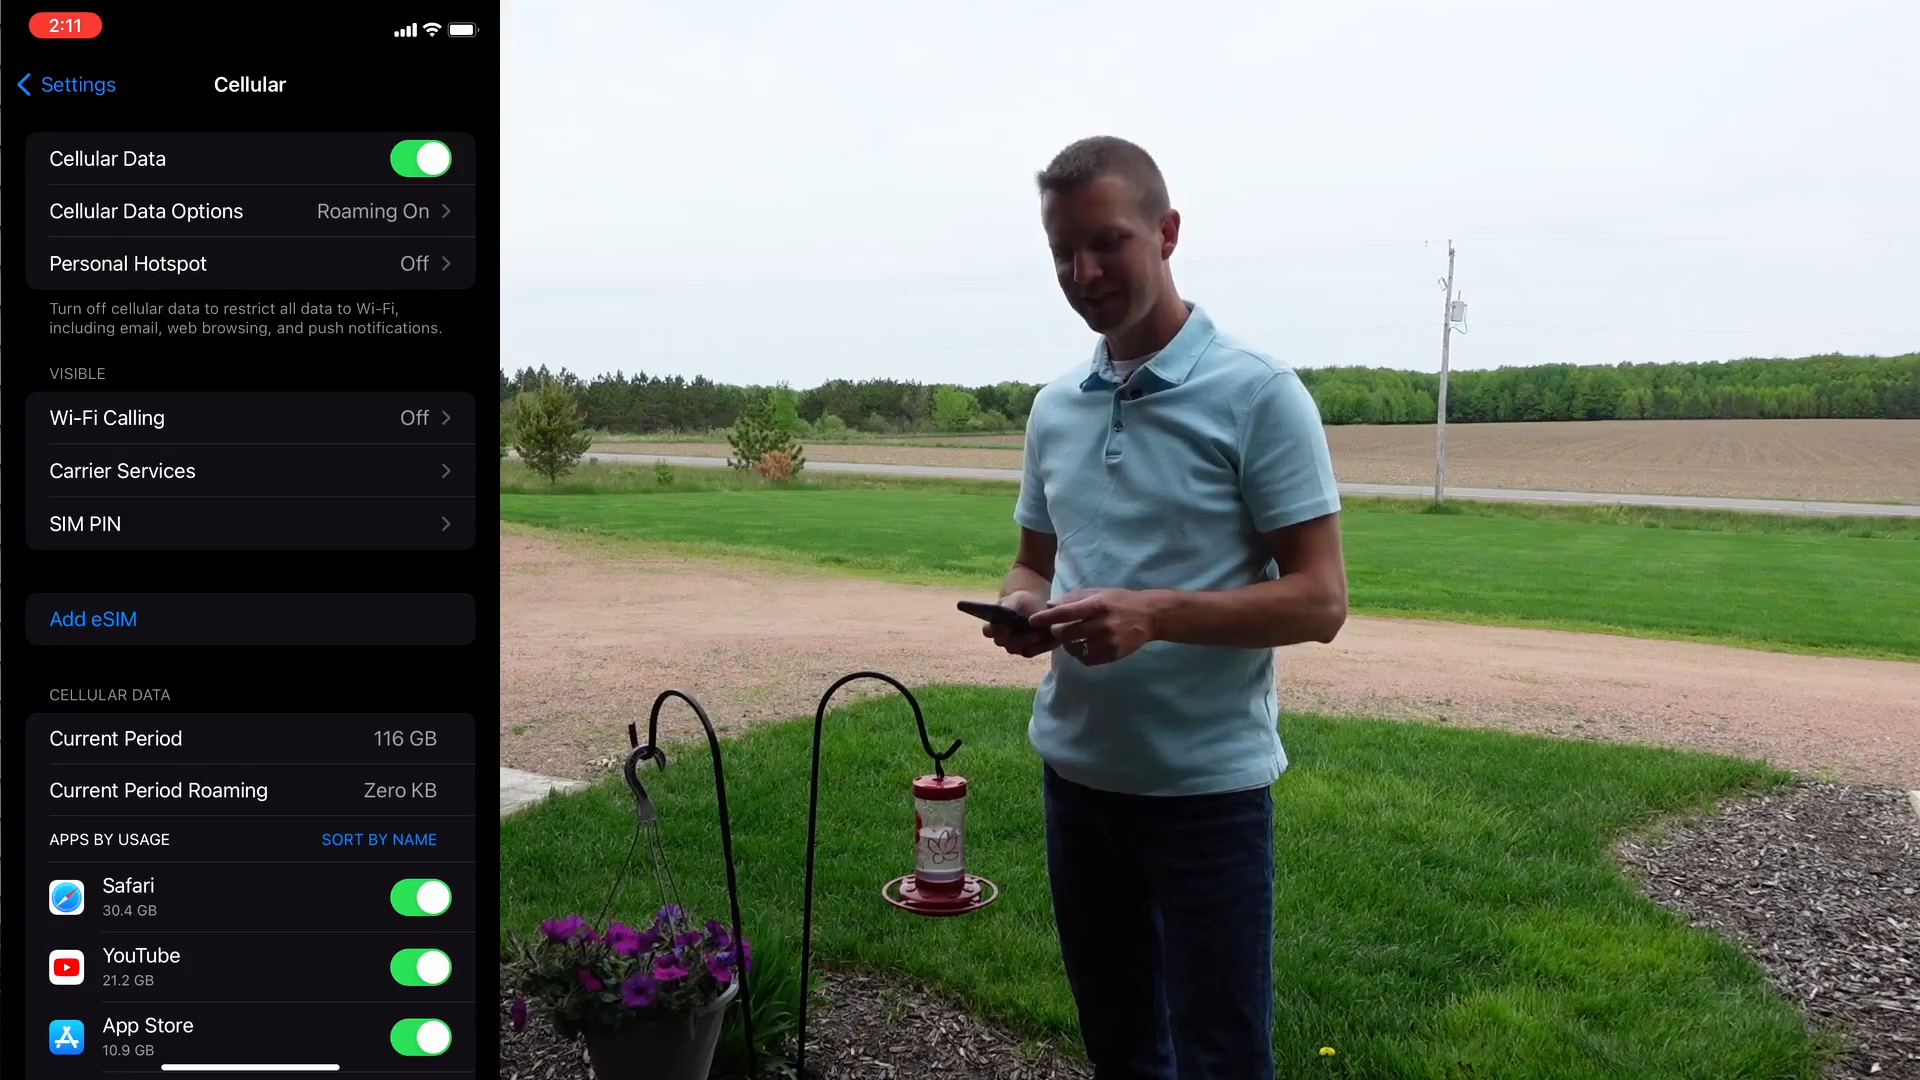 2:11
Settings
Cellular
Cellular Data
Cellular Data Options Roaming On
Personal Hotspot Off
Turn off cellular data to restrict all data to Wi-Fi,
including email, web browsing, and push notifications.
VISIBLE
Wi-Fi Calling Off
Carrier Services
SIM PIN
Add eSIM
CELLULAR DATA
Current Period 116 GB
Current Period Roaming Zero KB
APPS BY USAGE SORT BY NAME
Safari
30.4 GB
YouTube
21.2 GB
App Store
10.9 GB